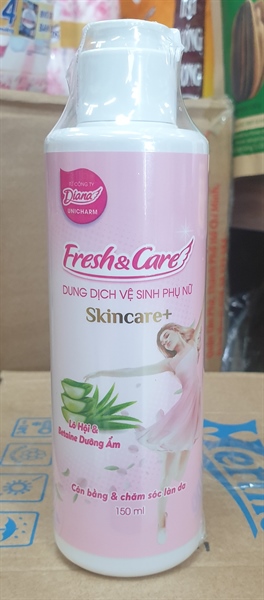 CÔNG TY
Diana
UNICHARM
Fresh&Care
DUNG DỊCH VỆ SINH PHỤ NỮ
Skincare+
Lô Hội &
Betaine Dưỡng Ẩm
Cân bằng & chăm sóc làn da
150 ml